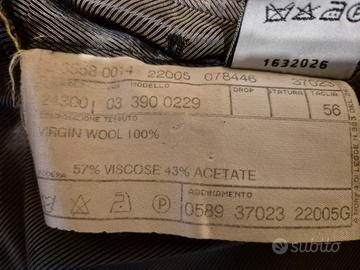 0014 22005 078446 37023
MODELLO DROP STATURA TAGLIA
03 390 0229 56
VIRGIN WOOL 100%
57% VISCOSE 43% ACETATE
FODERA ABBINAMENTO
P 0589 37023 22005G
1632026
subito